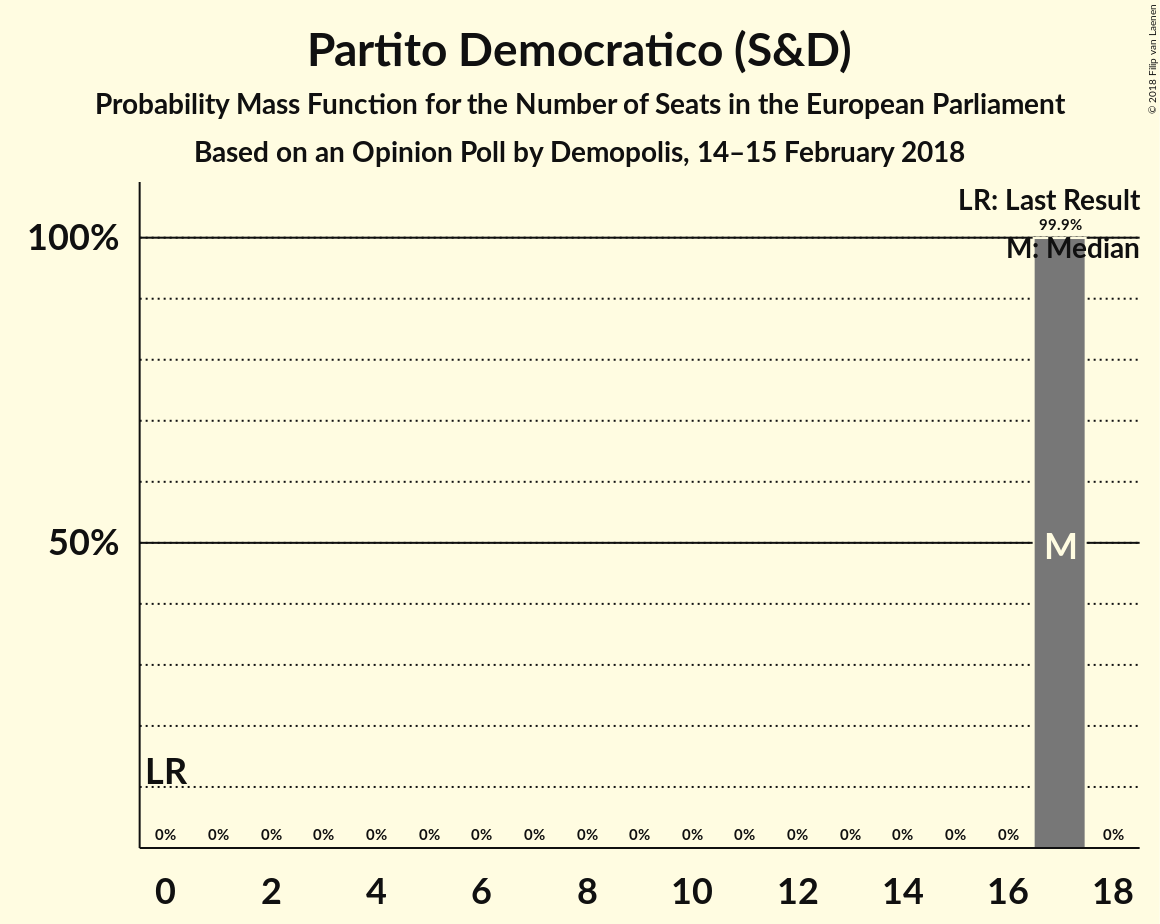 Partito Democratico (S&D)
Probability Mass Function for the Number of Seats in the European Parliament
Based on an Opinion Poll by Demopolis, 14–15 February 2018
© 2018 Filip van Laenen
LR: Last Result
99.9%
M: Median
100%
50%
M
LR
0% 0% 0% 0% 0% 0% 0% 0% 0% 0% 0% 0% 0% 0% 0% 0% 0% 0%
0 2 4 6 8 10 12 14 16 18